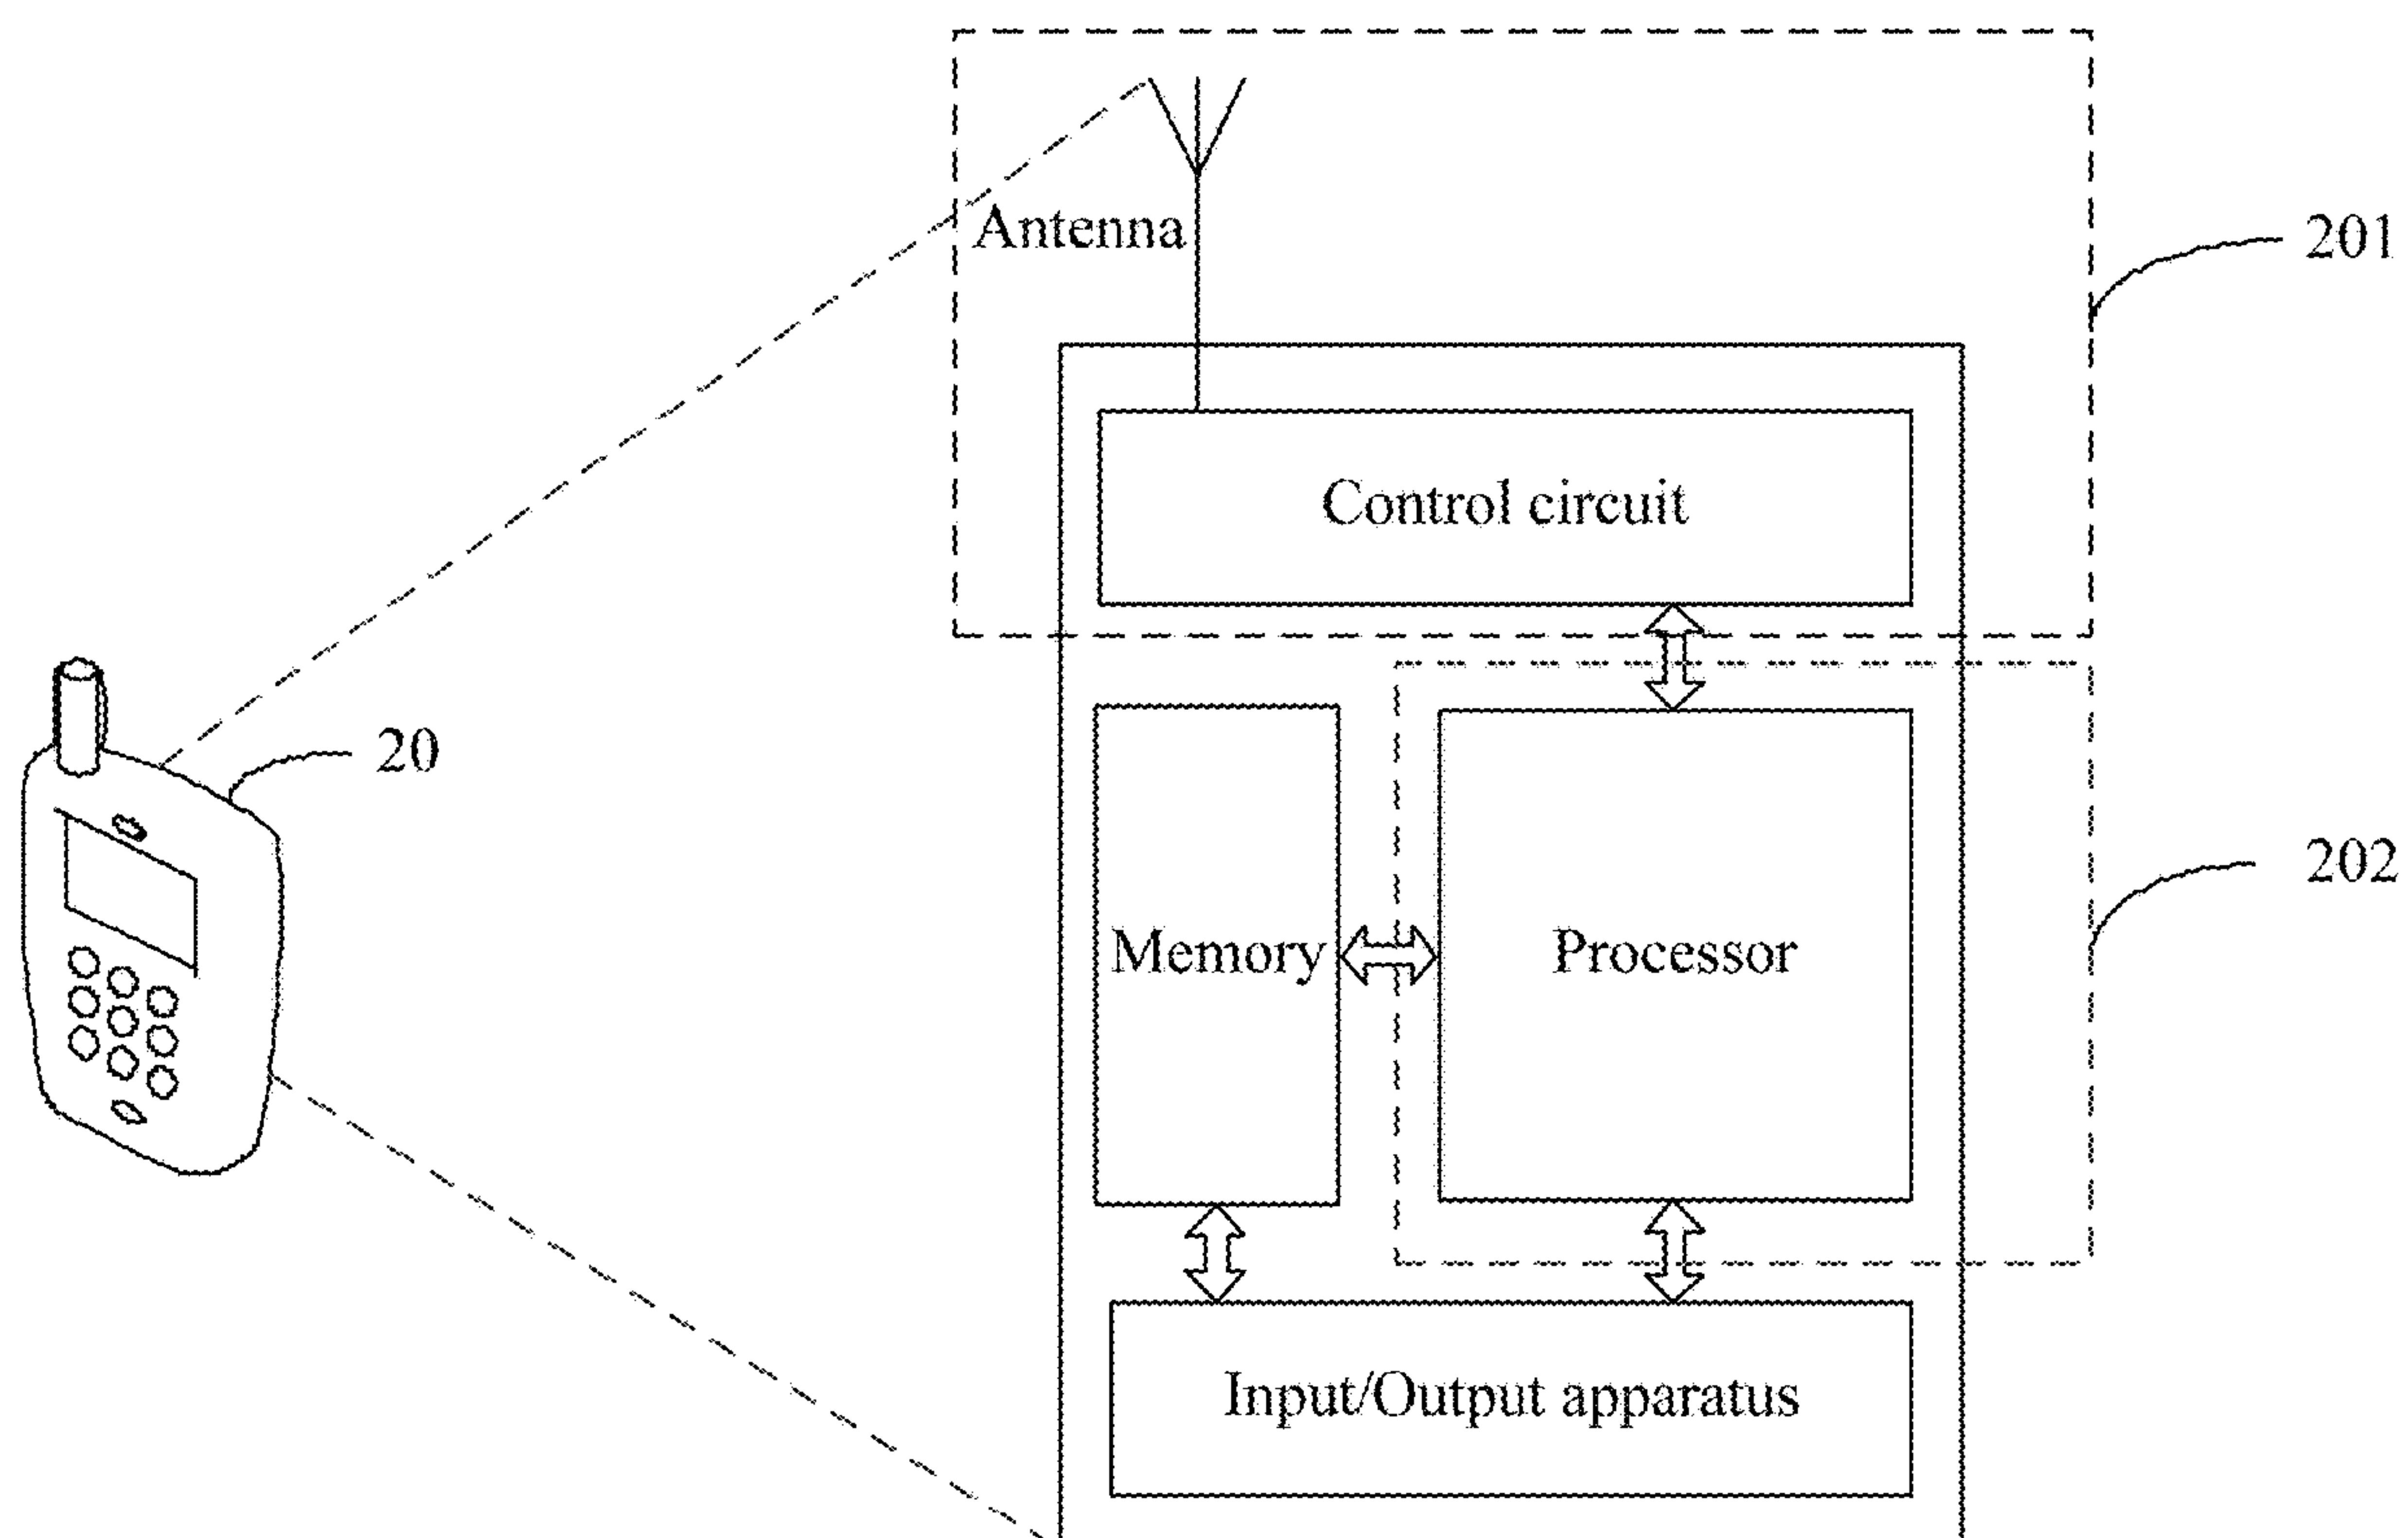 Antenna
201
Control circuit
20
202
Memory
Processor
Input/Output apparatus